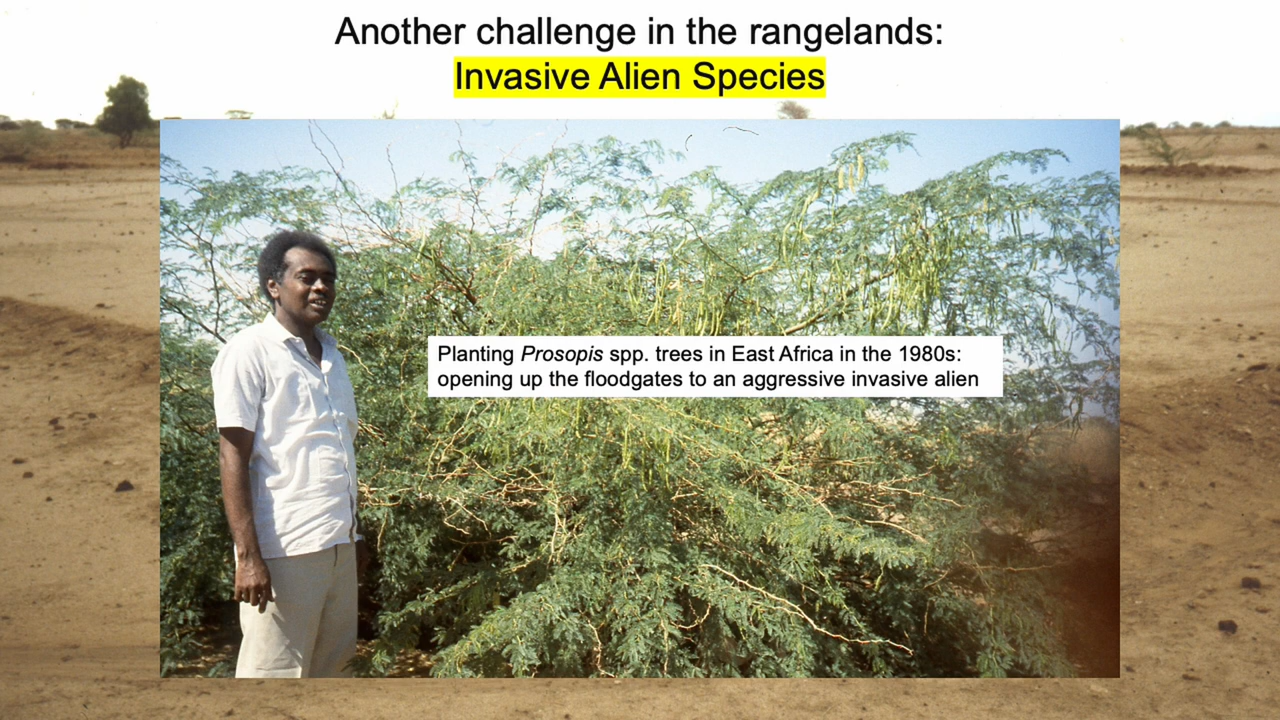 Another challenge in the rangelands:
Invasive Alien Species
Planting Prosopis spp. trees in East Africa in the 1980s:
opening up the floodgates to an aggressive invasive alien